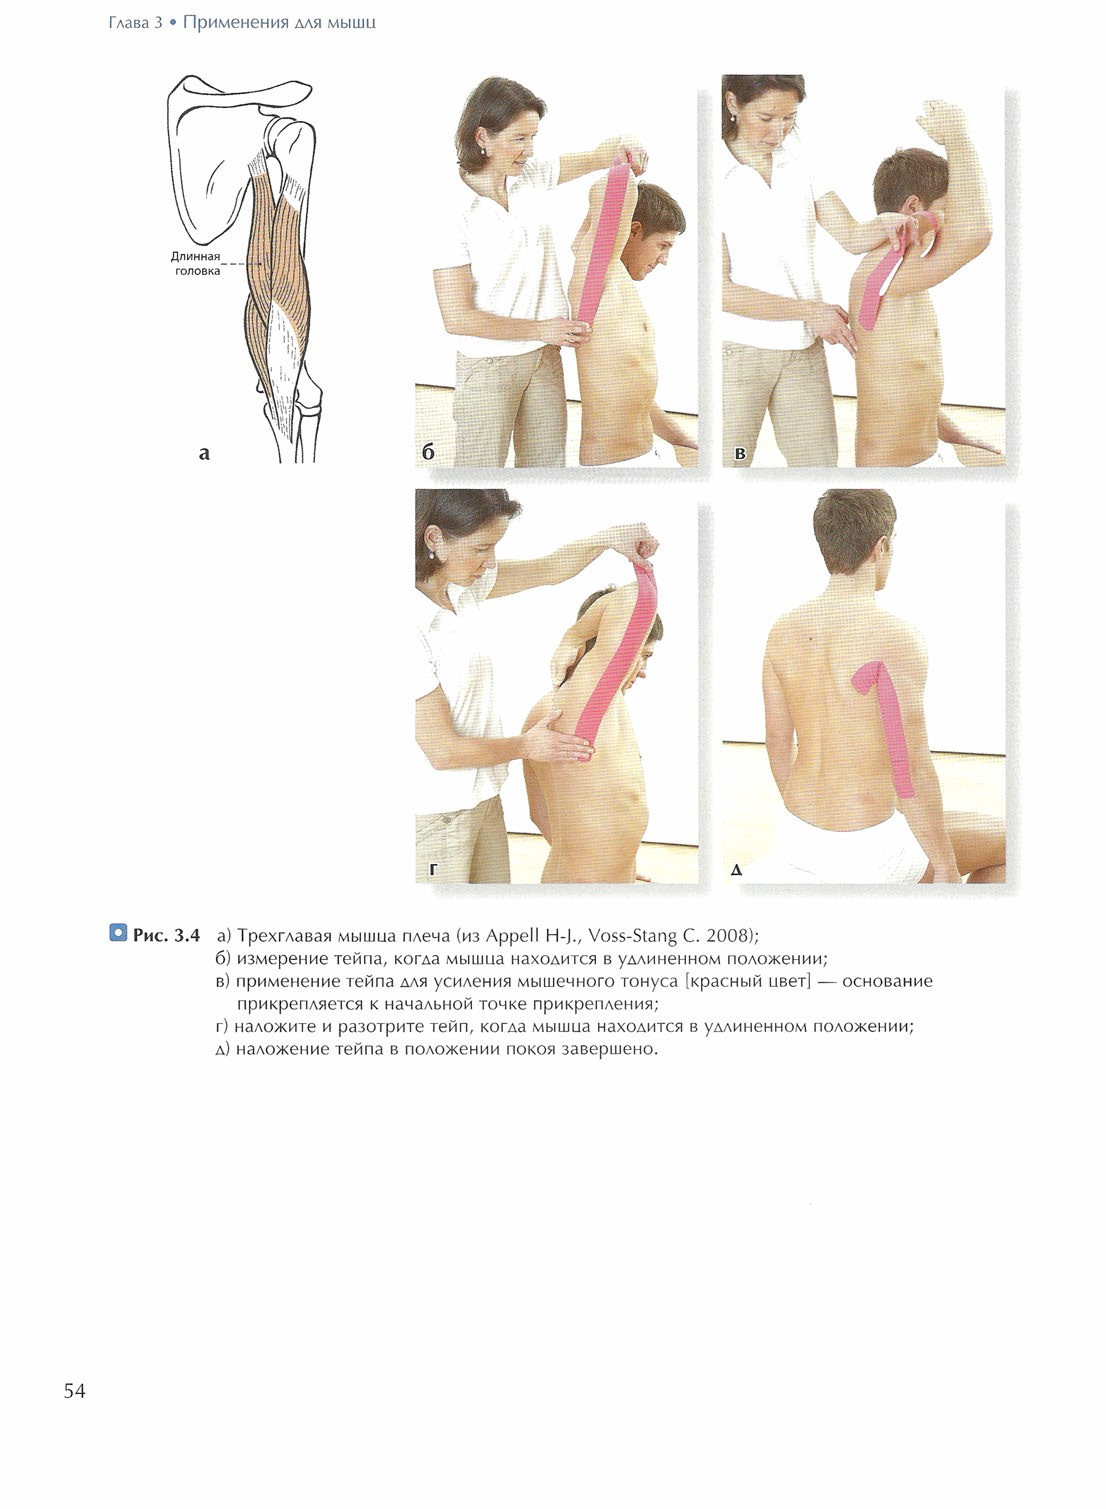 Глава 3 • Применения для мышц
Длинная
головка
а
б
в
г
д
Рис. 3.4 а) Трехглавая мышца плеча (из Appell H-J., Voss-Stang C. 2008);
б) измерение тейпа, когда мышца находится в удлиненном положении;
в) применение тейпа для усиления мышечного тонуса [красный цвет] — основание
прикрепляется к начальной точке прикрепления;
г) наложите и разотрите тейп, когда мышца находится в удлиненном положении;
д) наложение тейпа в положении покоя завершено.
54